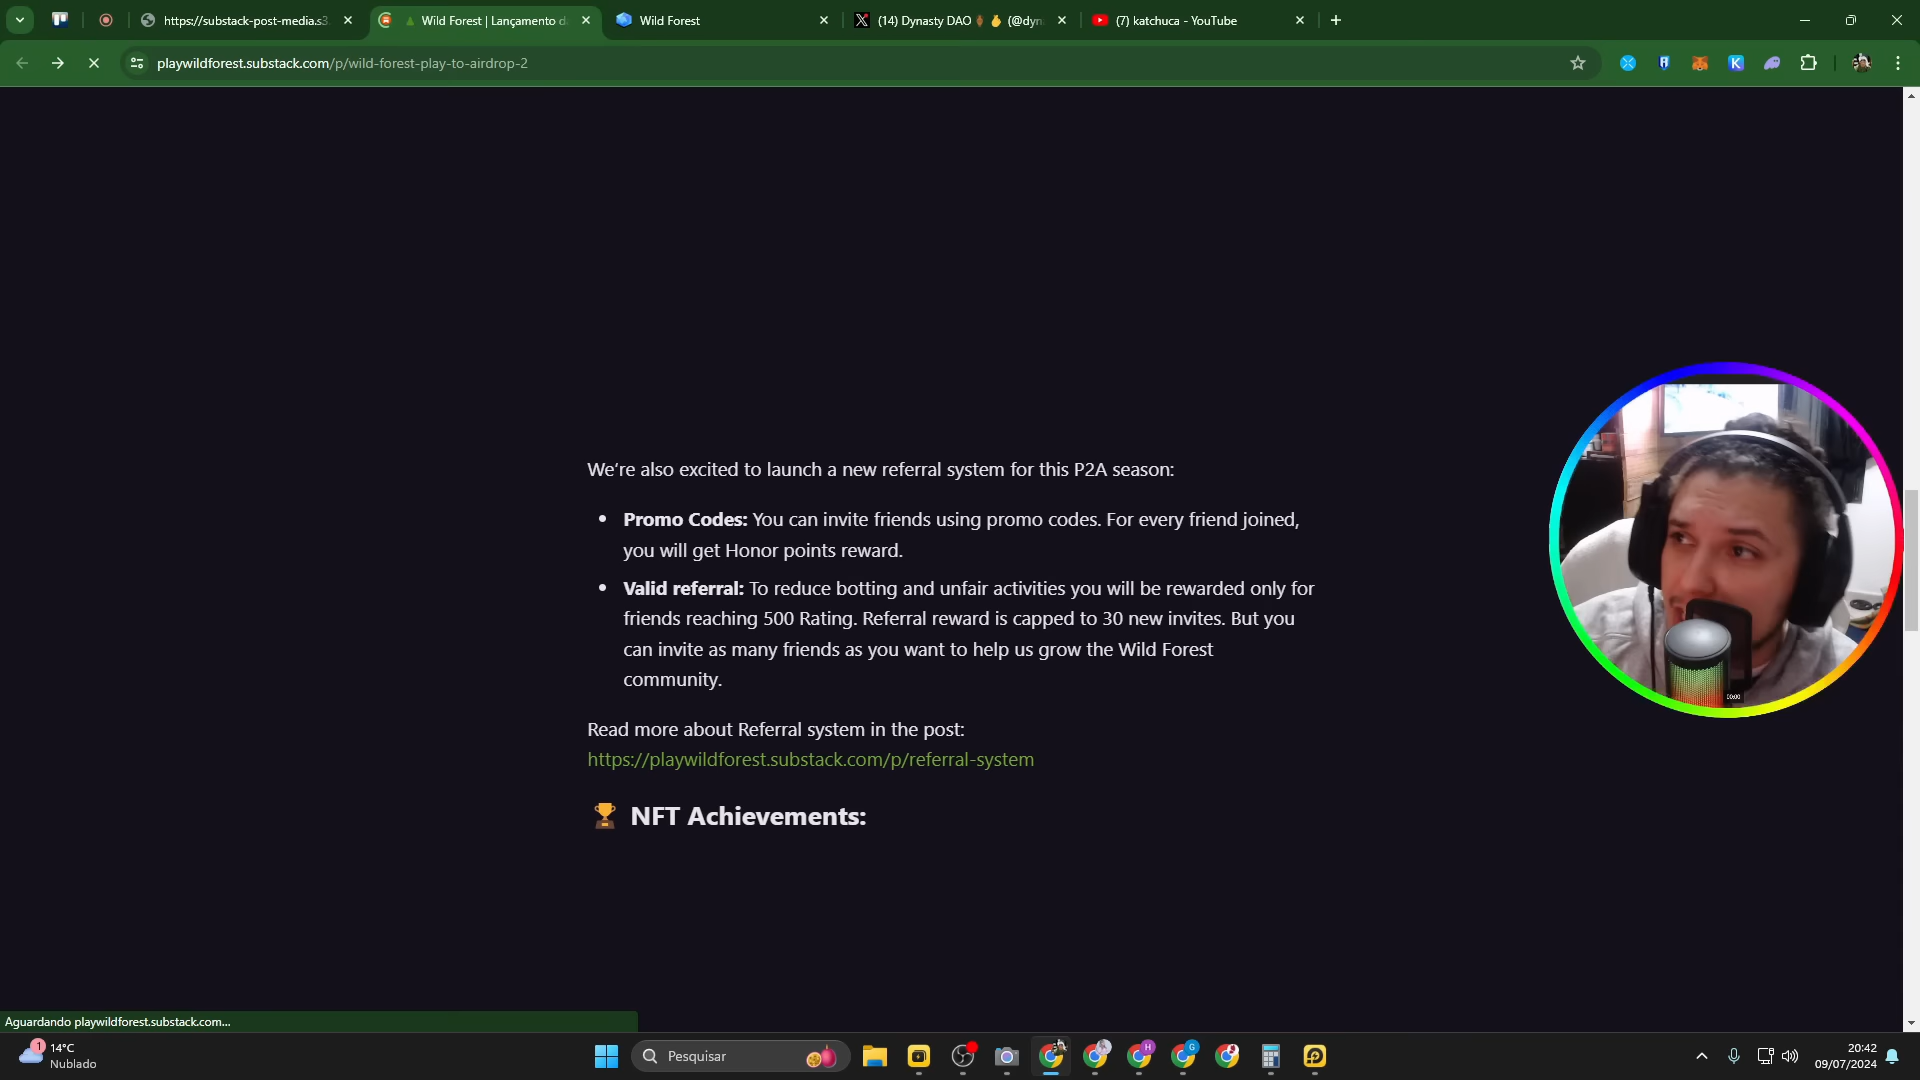 https://substack-post-media.s3.
Wild Forest | Lançamento d
Wild Forest
(14) Dynasty DAO (@dyn
(7) katchuca - YouTube
playwildforest.substack.com/p/wild-forest-play-to-airdrop-2
We’re also excited to launch a new referral system for this P2A season:
Promo Codes: You can invite friends using promo codes. For every friend joined,
you will get Honor points reward.
Valid referral: To reduce botting and unfair activities you will be rewarded only for
friends reaching 500 Rating. Referral reward is capped to 30 new invites. But you
can invite as many friends as you want to help us grow the Wild Forest
community.
Read more about Referral system in the post:
https://playwildforest.substack.com/p/referral-system
NFT Achievements:
00:00
Aguardando playwildforest.substack.com...
1
14°C
Nublado
Pesquisar
H
G
20:42
09/07/2024